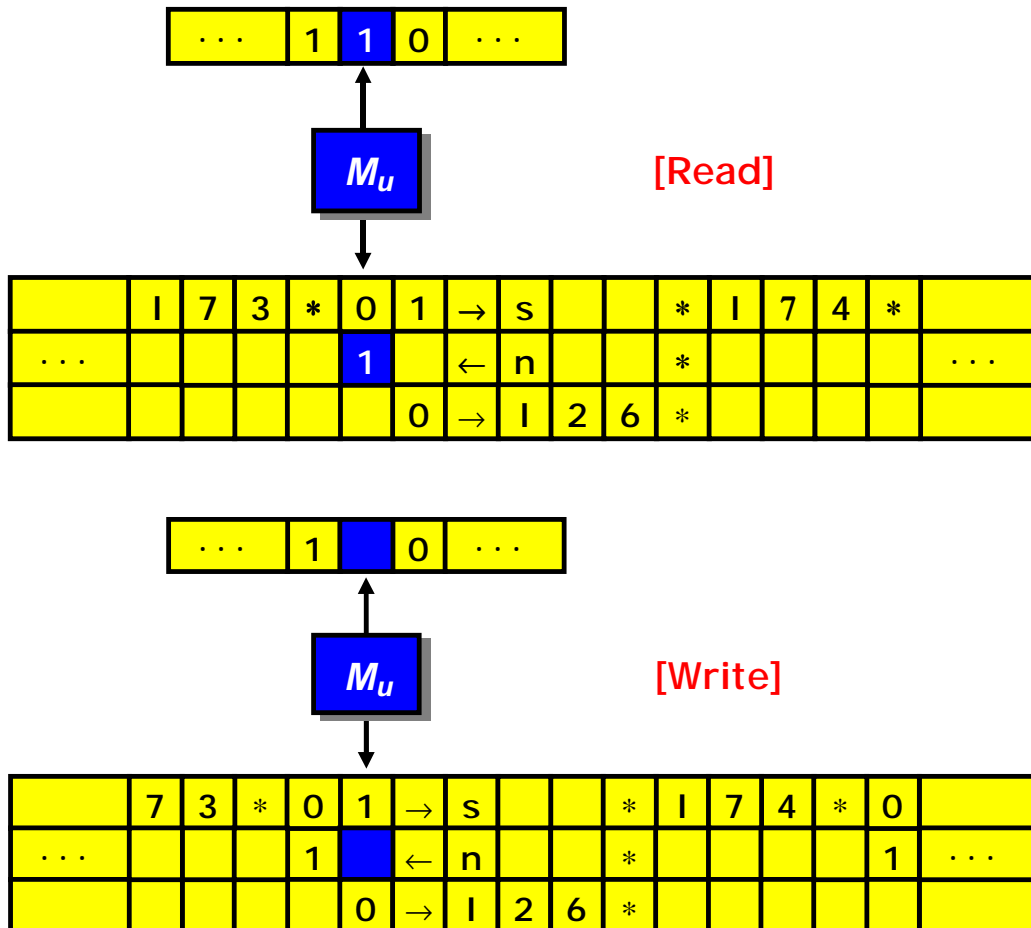 ··· 1 1 0 ···
Mu
[Read]
I 7 3 * 0 1 → s * I 7 4 *
··· 1 ← n * ···
0 → I 2 6 *
··· 1 0 ···
Mu
[Write]
7 3 * 0 1 → s * I 7 4 * 0
··· 1 ← n * 1 ···
0 → I 2 6 *